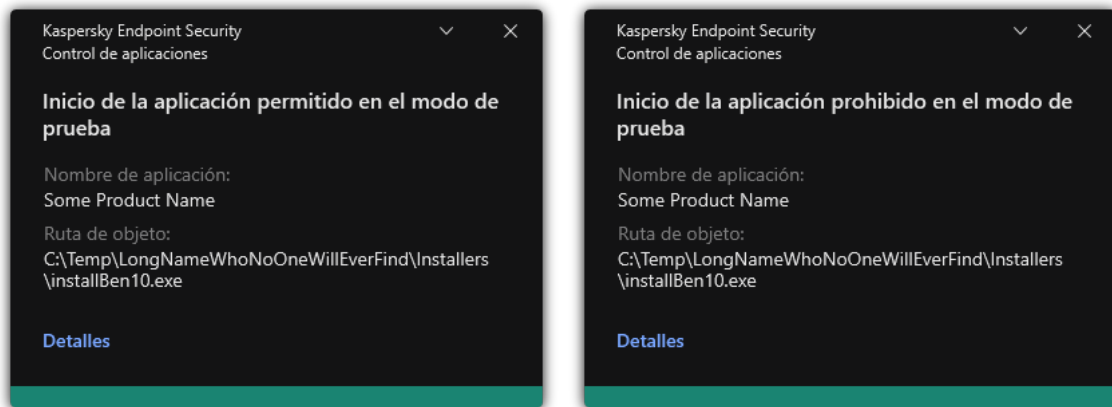 Kaspersky Endpoint Security
Control de aplicaciones
Inicio de la aplicación permitido en el modo de
prueba
Nombre de aplicación:
Some Product Name
Ruta de objeto:
C:\Temp\LongNameWhoNoOneWillEverFind\Installers
\installBen10.exe
Detalles
Kaspersky Endpoint Security
Control de aplicaciones
Inicio de la aplicación prohibido en el modo de
prueba
Nombre de aplicación:
Some Product Name
Ruta de objeto:
C:\Temp\LongNameWhoNoOneWillEverFind\Installers
\installBen10.exe
Detalles